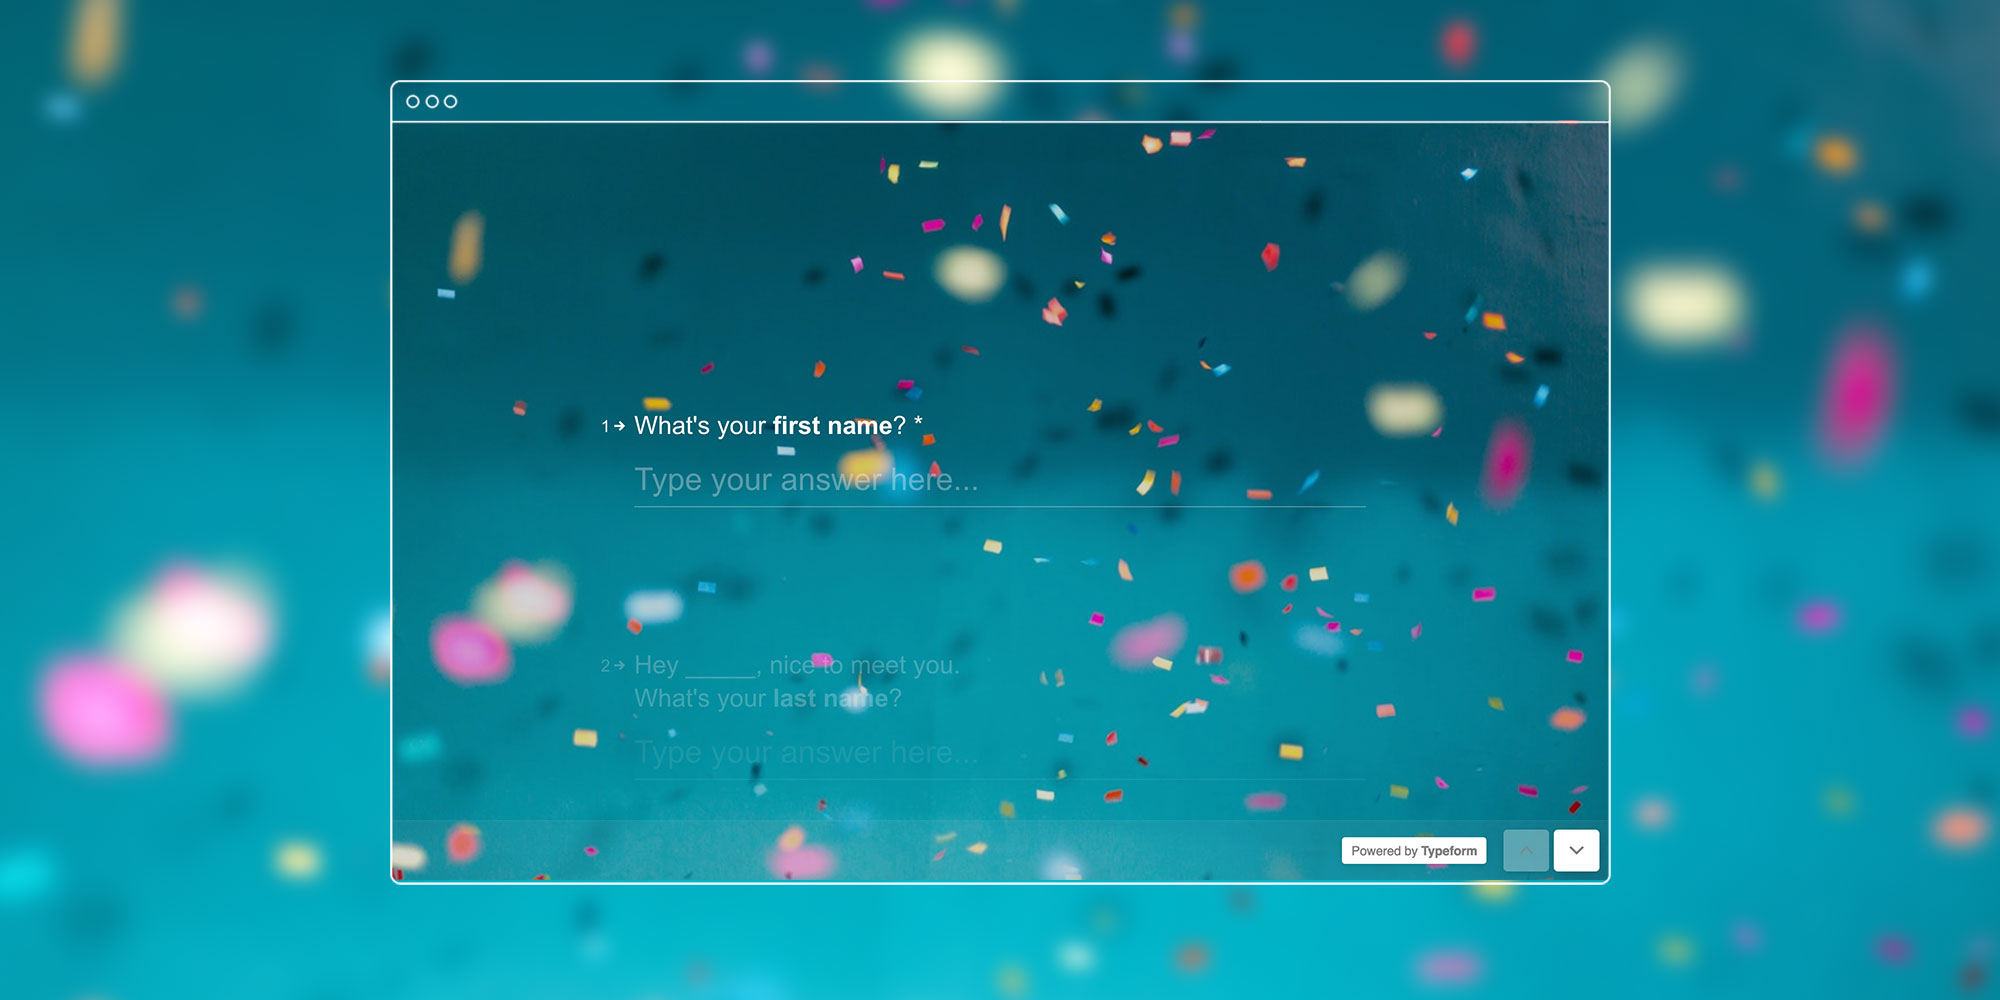 1→ What's your first name? *
Type your answer here...
2→ Hey ______, nice to meet you.
What's your last name?
Type your answer here...
Powered by Typeform